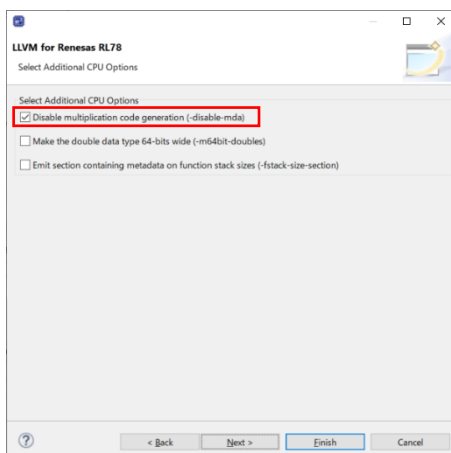 LLVM for Renesas RL78
Select Additional CPU Options
Select Additional CPU Options
Disable multiplication code generation (-disable-mda)
Make the double data type 64-bits wide (-m64bit-doubles)
Emit section containing metadata on function stack sizes (-fstack-size-section)
? < Back Next > Finish Cancel